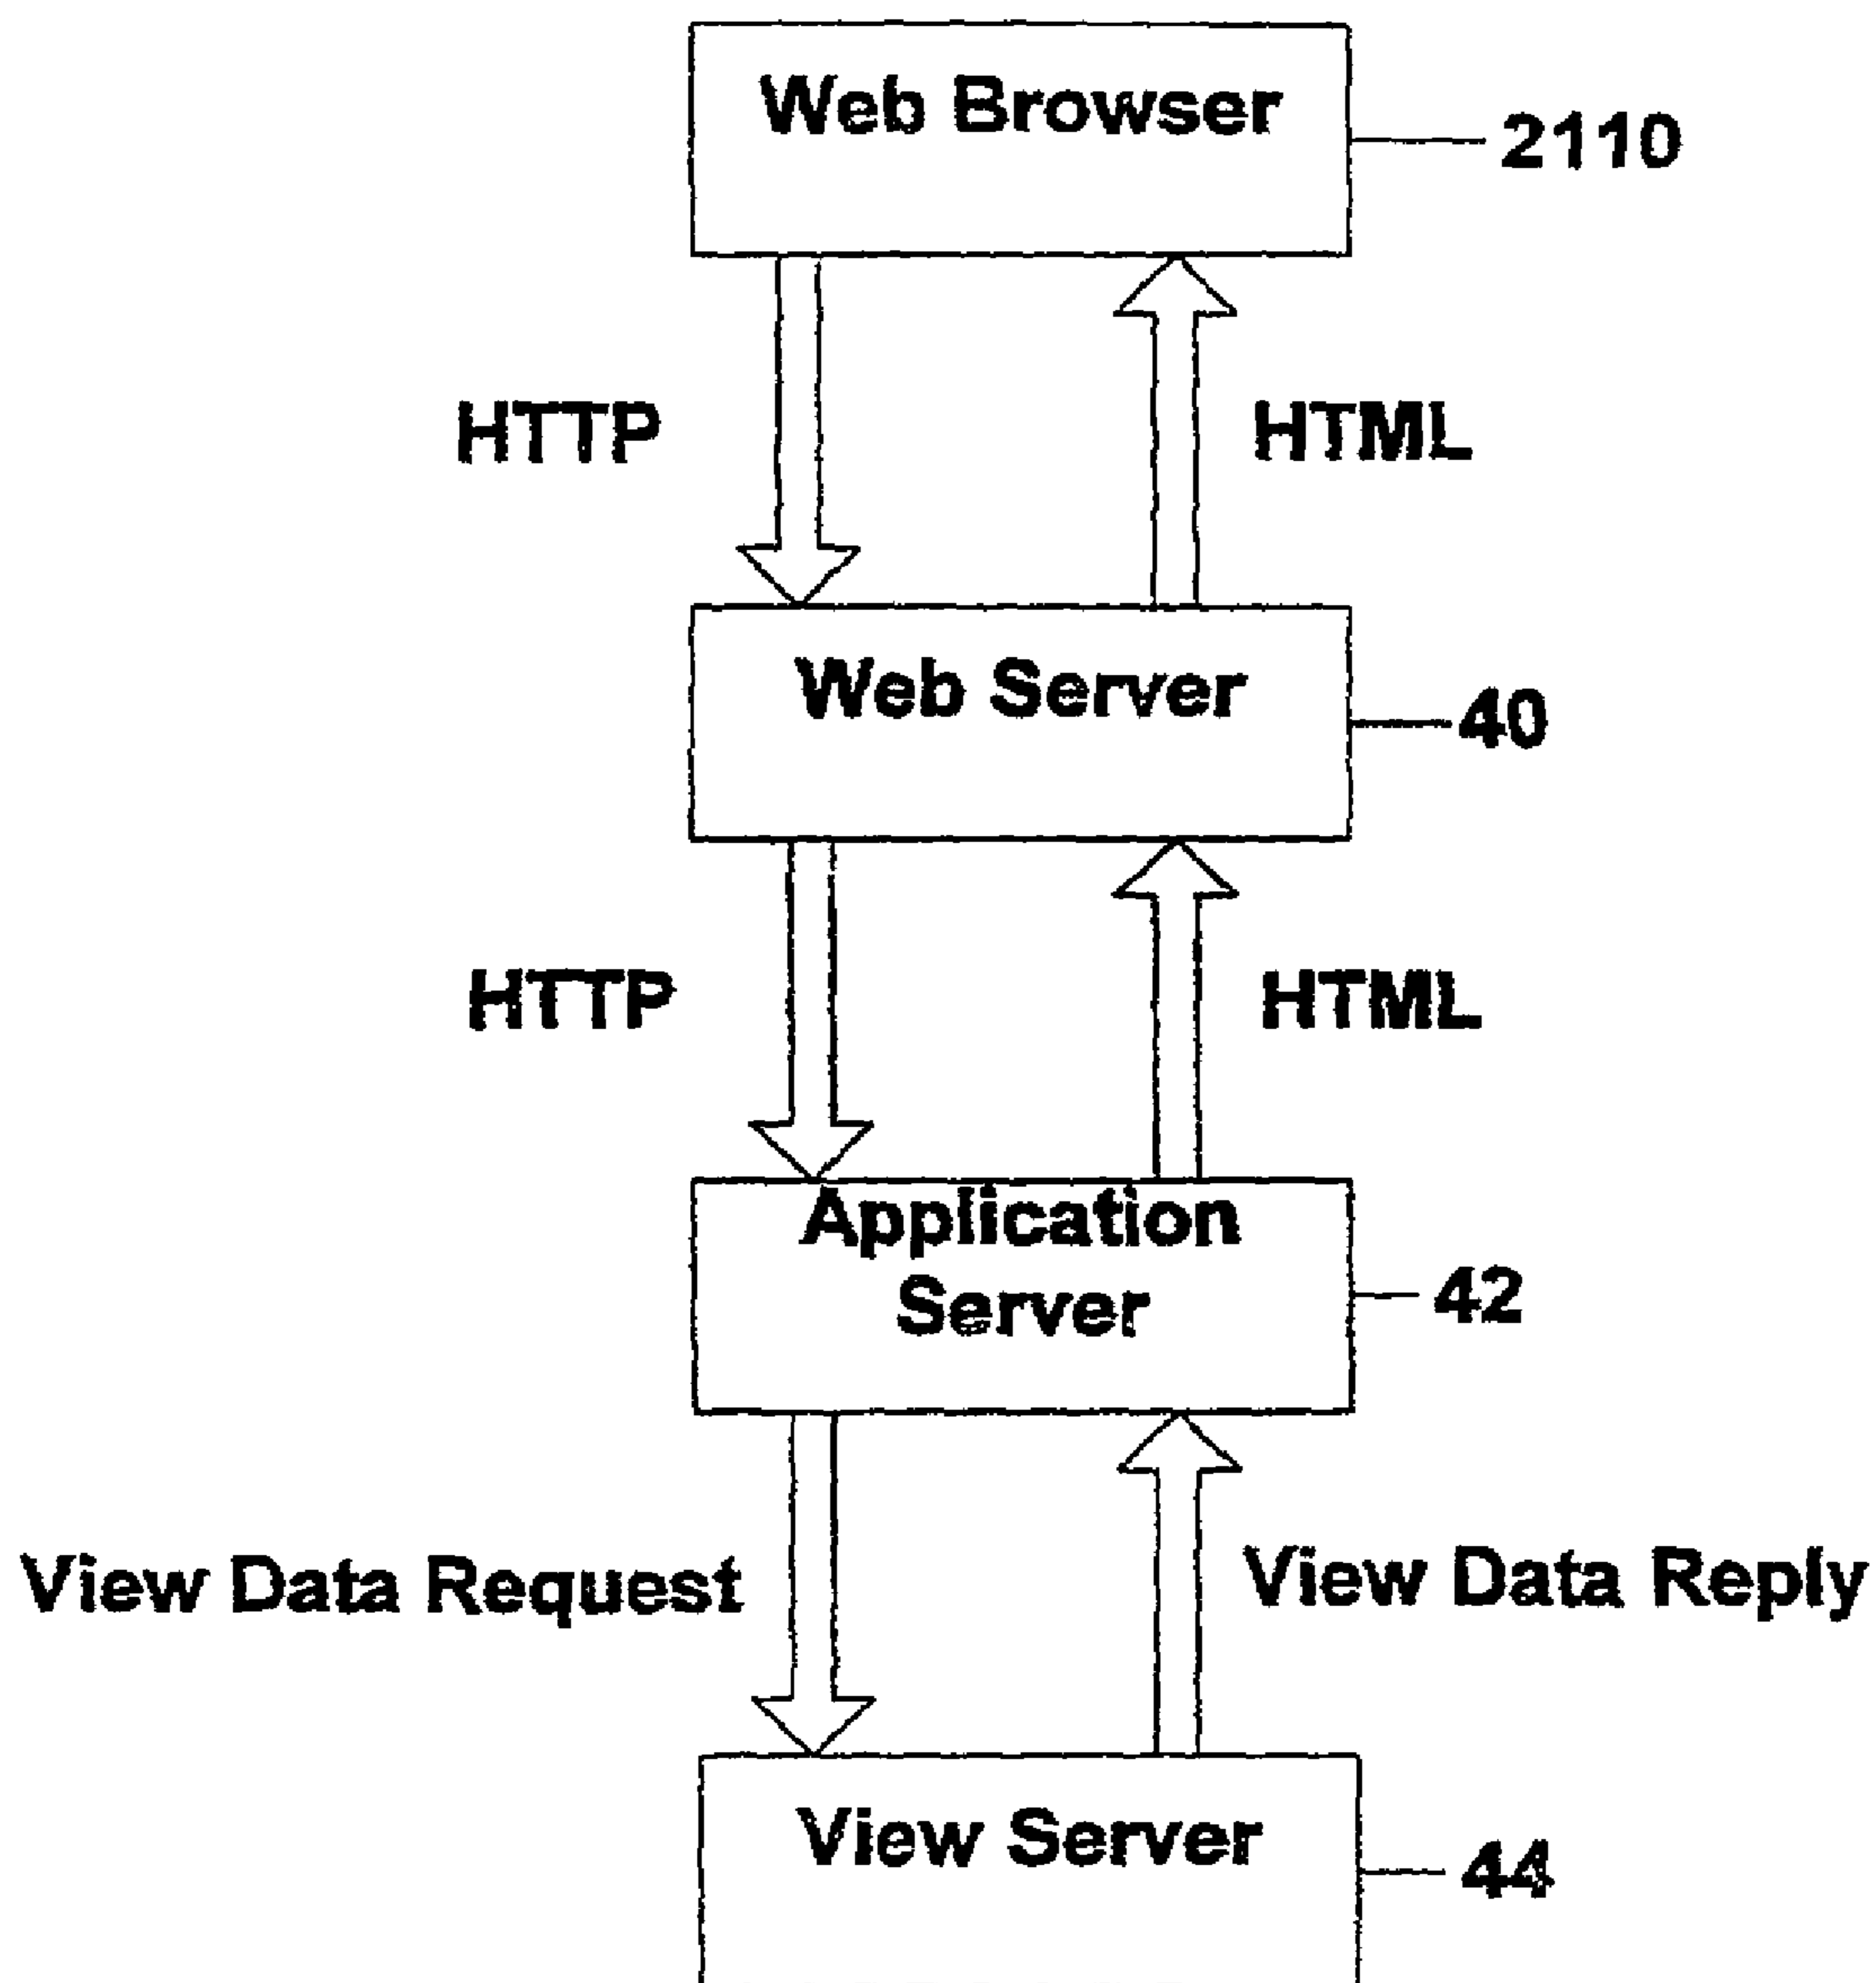 Web Browser
2110
HTTP
HTML
Web Server
40
HTTP
HTML
Application
Server
42
View Data Request
View Data Reply
View Server
44